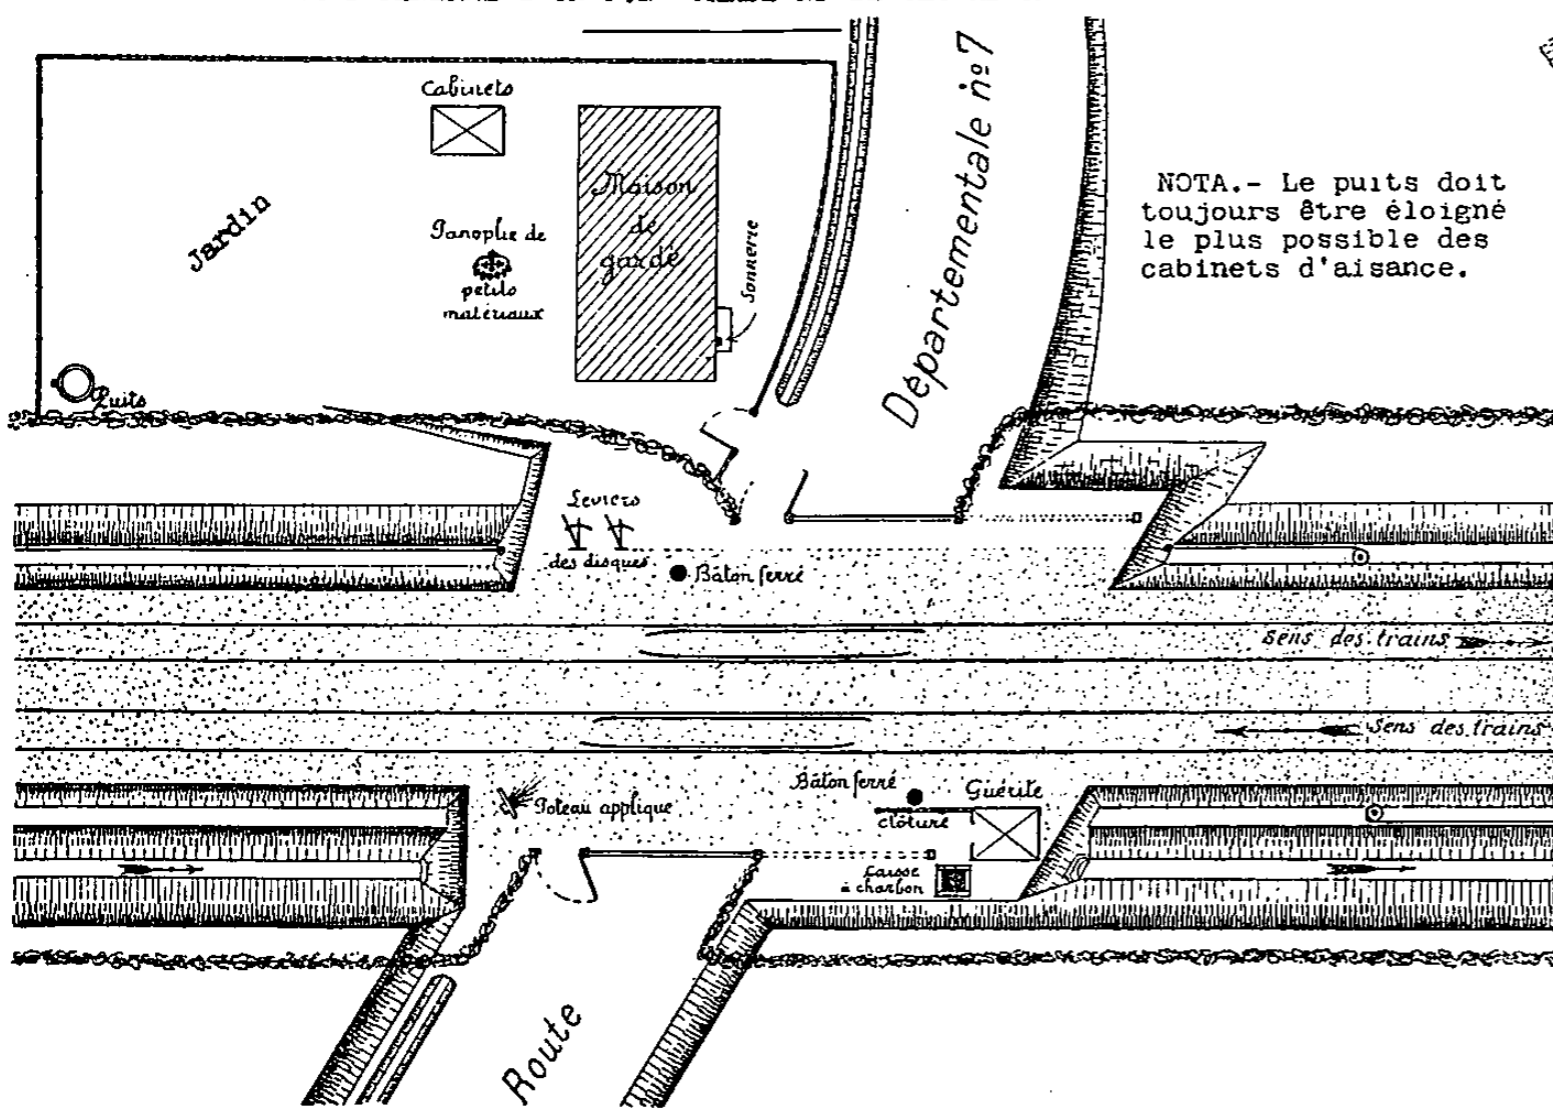 Cabinets
Jardin
Panoplie de
petits
matériaux
Maison
de
garde
Sonnerie
Puits
Départementale nº7
NOTA.- Le puits doit
toujours être éloigné
le plus possible des
cabinets d'aisance.
Leviers
des disques
Bâton ferré
Sens des trains
Sens des trains
Poteau applique
Bâton ferré
Guérite
clôture
Caisse
à charbon
Route